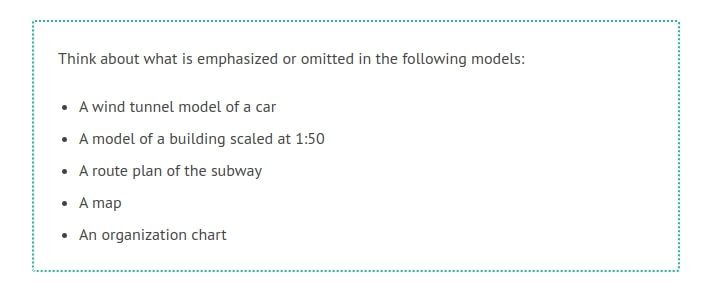 Think about what is emphasized or omitted in the following models:
• A wind tunnel model of a car
• A model of a building scaled at 1:50
• A route plan of the subway
• A map
• An organization chart